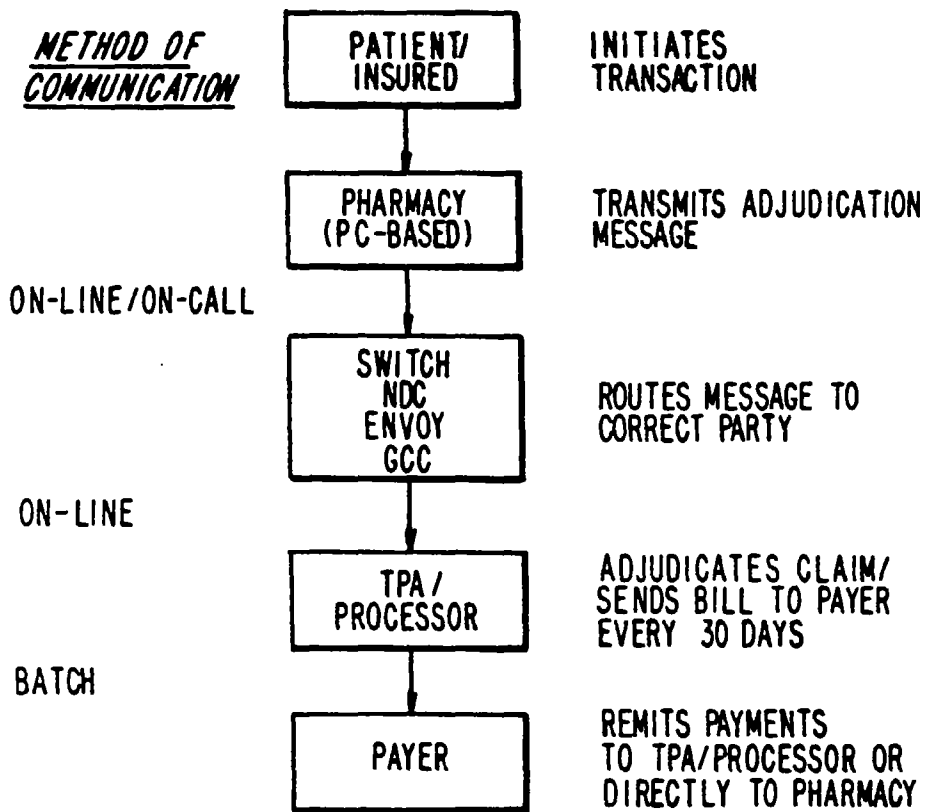 METHOD OF
COMMUNICATION
PATIENT/
INSURED
INITIATES
TRANSACTION
PHARMACY
(PC-BASED)
TRANSMITS ADJUDICATION
MESSAGE
ON-LINE/ON-CALL
SWITCH
NDC
ENVOY
GCC
ROUTES MESSAGE TO
CORRECT PARTY
ON-LINE
TPA/
PROCESSOR
ADJUDICATES CLAIM/
SENDS BILL TO PAYER
EVERY 30 DAYS
BATCH
PAYER
REMITS PAYMENTS
TO TPA/PROCESSOR OR
DIRECTLY TO PHARMACY